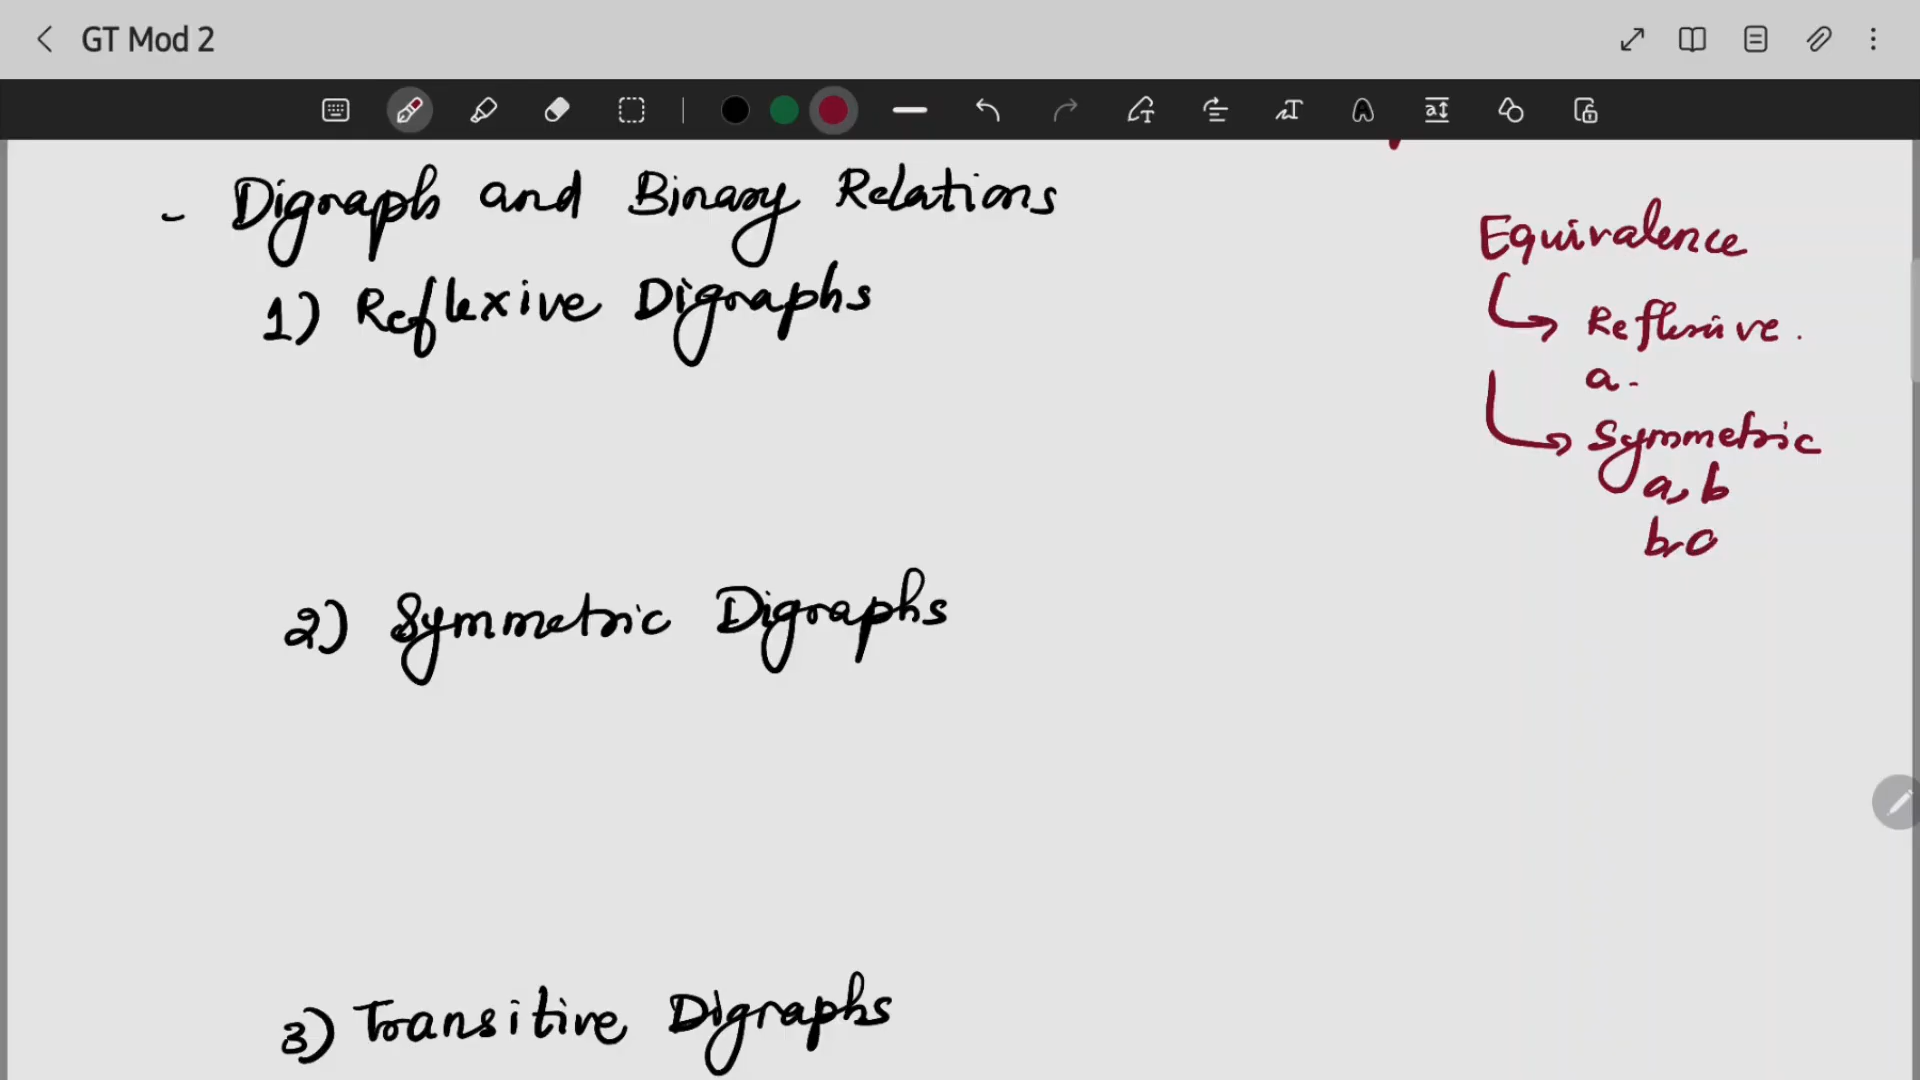 GT Mod 2
- Digraph and Binary Relations
1) Reflexive Digraphs
2) Symmetric Digraphs
3) Transitive Digraphs
Equivalence
Reflexive.
a.
Symmetric
a, b
b